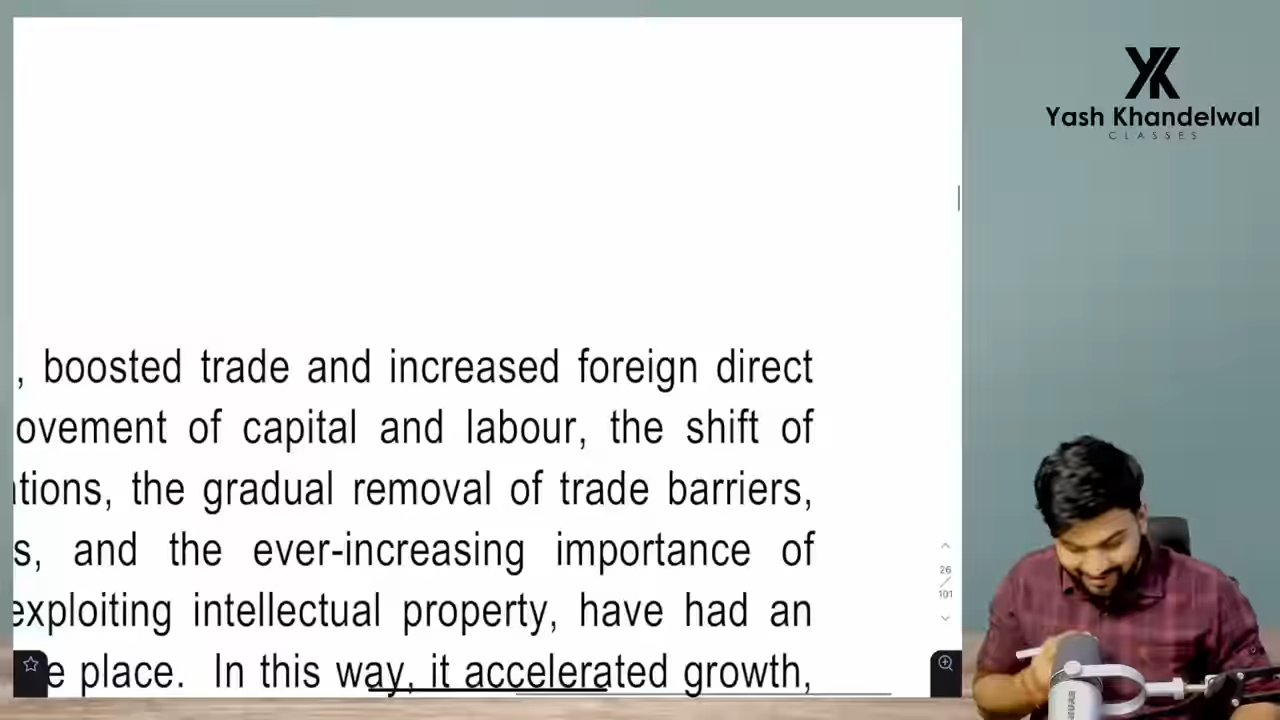 Yash Khandelwal
CLASSES
, boosted trade and increased foreign direct
ovement of capital and labour, the shift of
tions, the gradual removal of trade barriers,
s, and the ever-increasing importance of
exploiting intellectual property, have had an
e place. In this way, it accelerated growth,
26
101